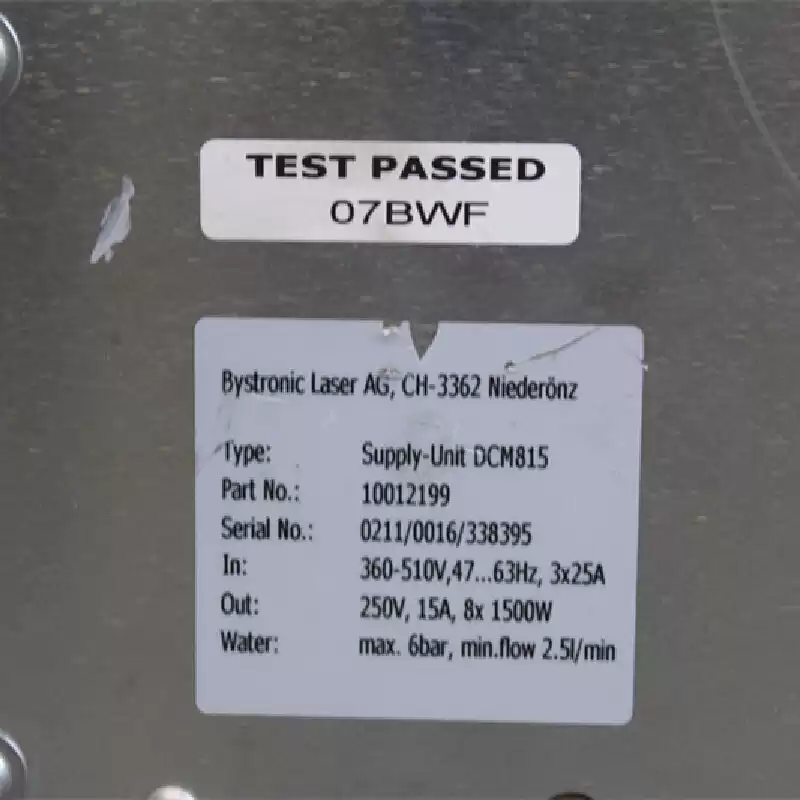 TEST PASSED
07BWF
Bystronic Laser AG, CH-3362 Niederönz
Type: Supply-Unit DCM815
Part No.: 10012199
Serial No.: 0211/0016/338395
In: 360-510V,47...63Hz, 3x25A
Out: 250V, 15A, 8x 1500W
Water: max. 6bar, min.flow 2.5l/min